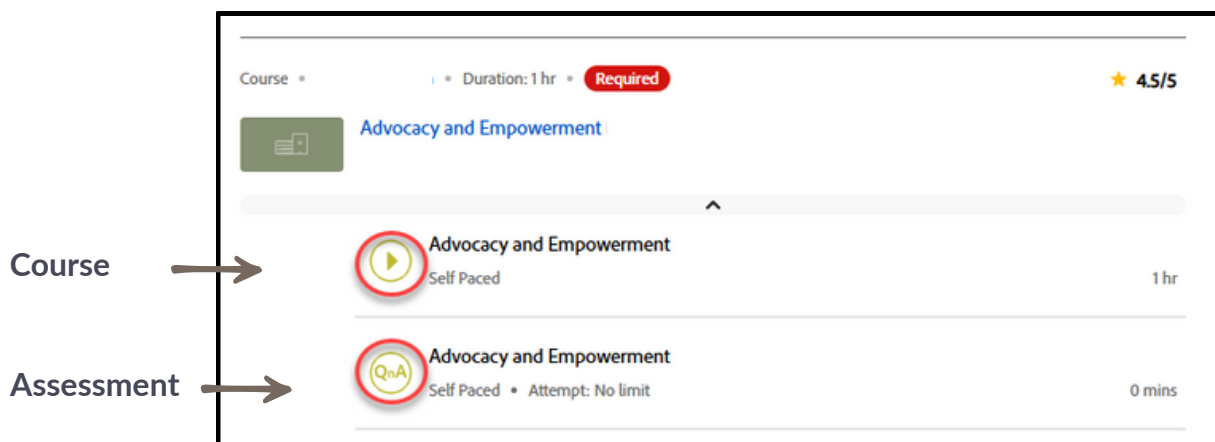 Course • • Duration: 1 hr • Required 4.5/5
Advocacy and Empowerment
Advocacy and Empowerment
Course
Self Paced 1 hr
Advocacy and Empowerment
QnA
Assessment
Self Paced • Attempt: No limit 0 mins